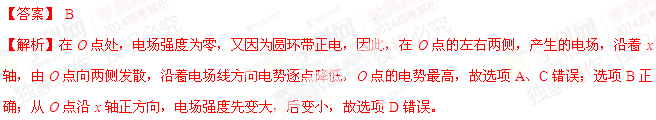 【答案】 B
【解析】在 O 点处，电场强度为零，又因为圆环带正电，因此，在 O 点的左右两侧，产生的电场，沿着 x
轴，由 O 点向两侧发散，沿着电场线方向电势逐点降低，O 点的电势最高，故选项 A、C 错误；选项 B 正
确；从 O 点沿 x 轴正方向，电场强度先变大，后变小，故选项 D 错误。